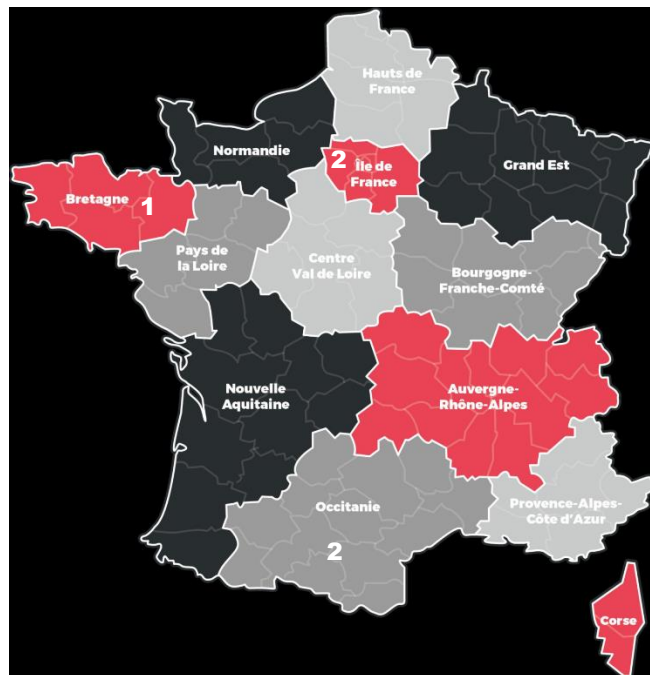 Hauts de
France
Normandie
2
Île de
France
Grand Est
Bretagne
1
Pays de
la Loire
Centre
Val de Loire
Bourgogne-
Franche-Comté
Nouvelle
Aquitaine
Auvergne-
Rhône-Alpes
Occitanie
2
Provence-Alpes-
Côte d'Azur
Corse